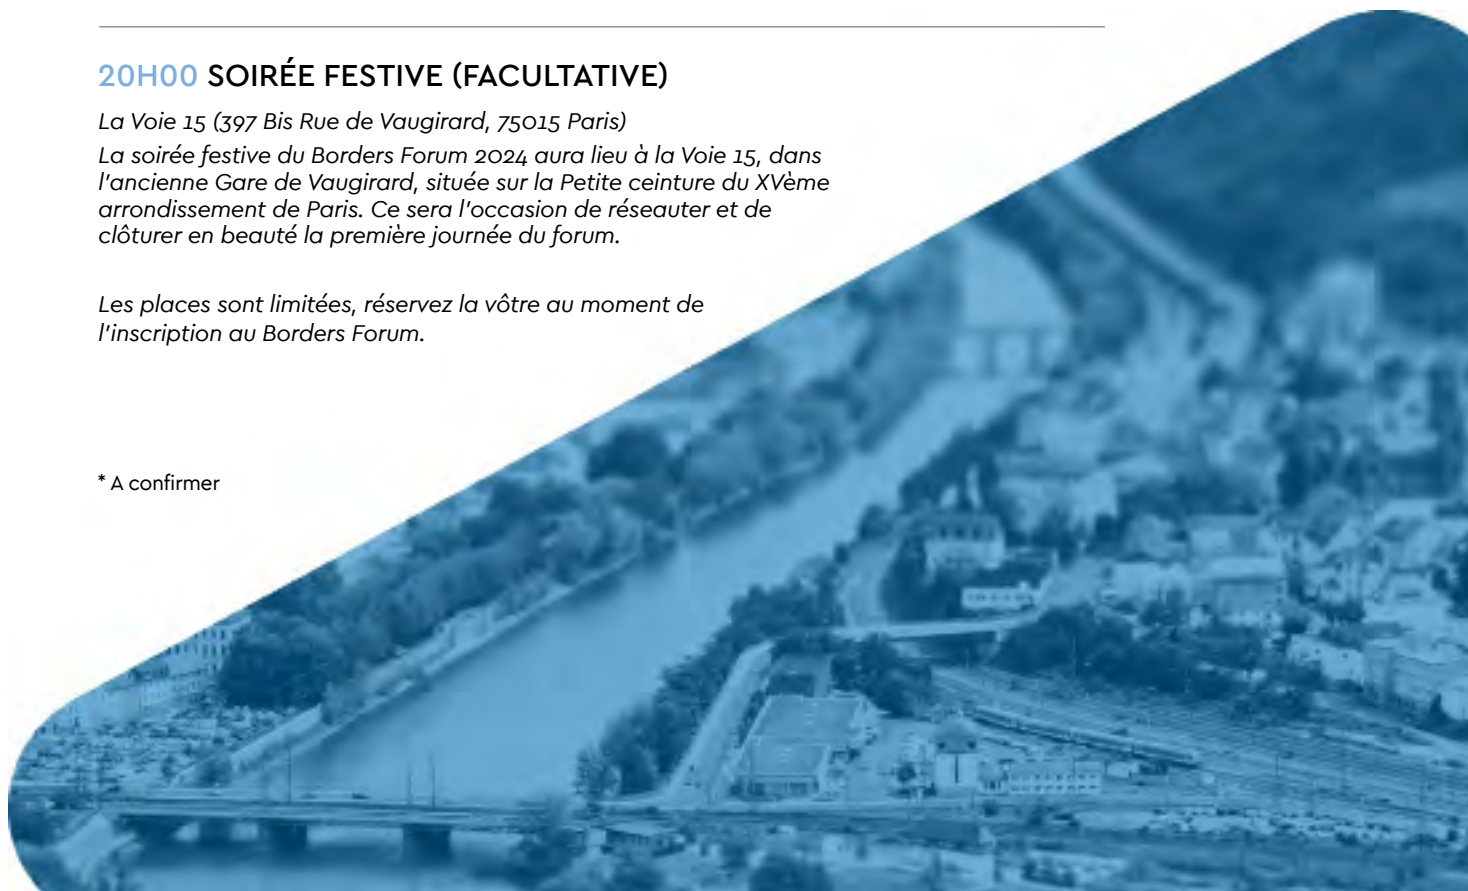 20H00 SOIRÉE FESTIVE (FACULTATIVE)
La Voie 15 (397 Bis Rue de Vaugirard, 75015 Paris)
La soirée festive du Borders Forum 2024 aura lieu à la Voie 15, dans
l'ancienne Gare de Vaugirard, située sur la Petite ceinture du XVème
arrondissement de Paris. Ce sera l'occasion de réseauter et de
clôturer en beauté la première journée du forum.
Les places sont limitées, réservez la vôtre au moment de
l'inscription au Borders Forum.
* A confirmer